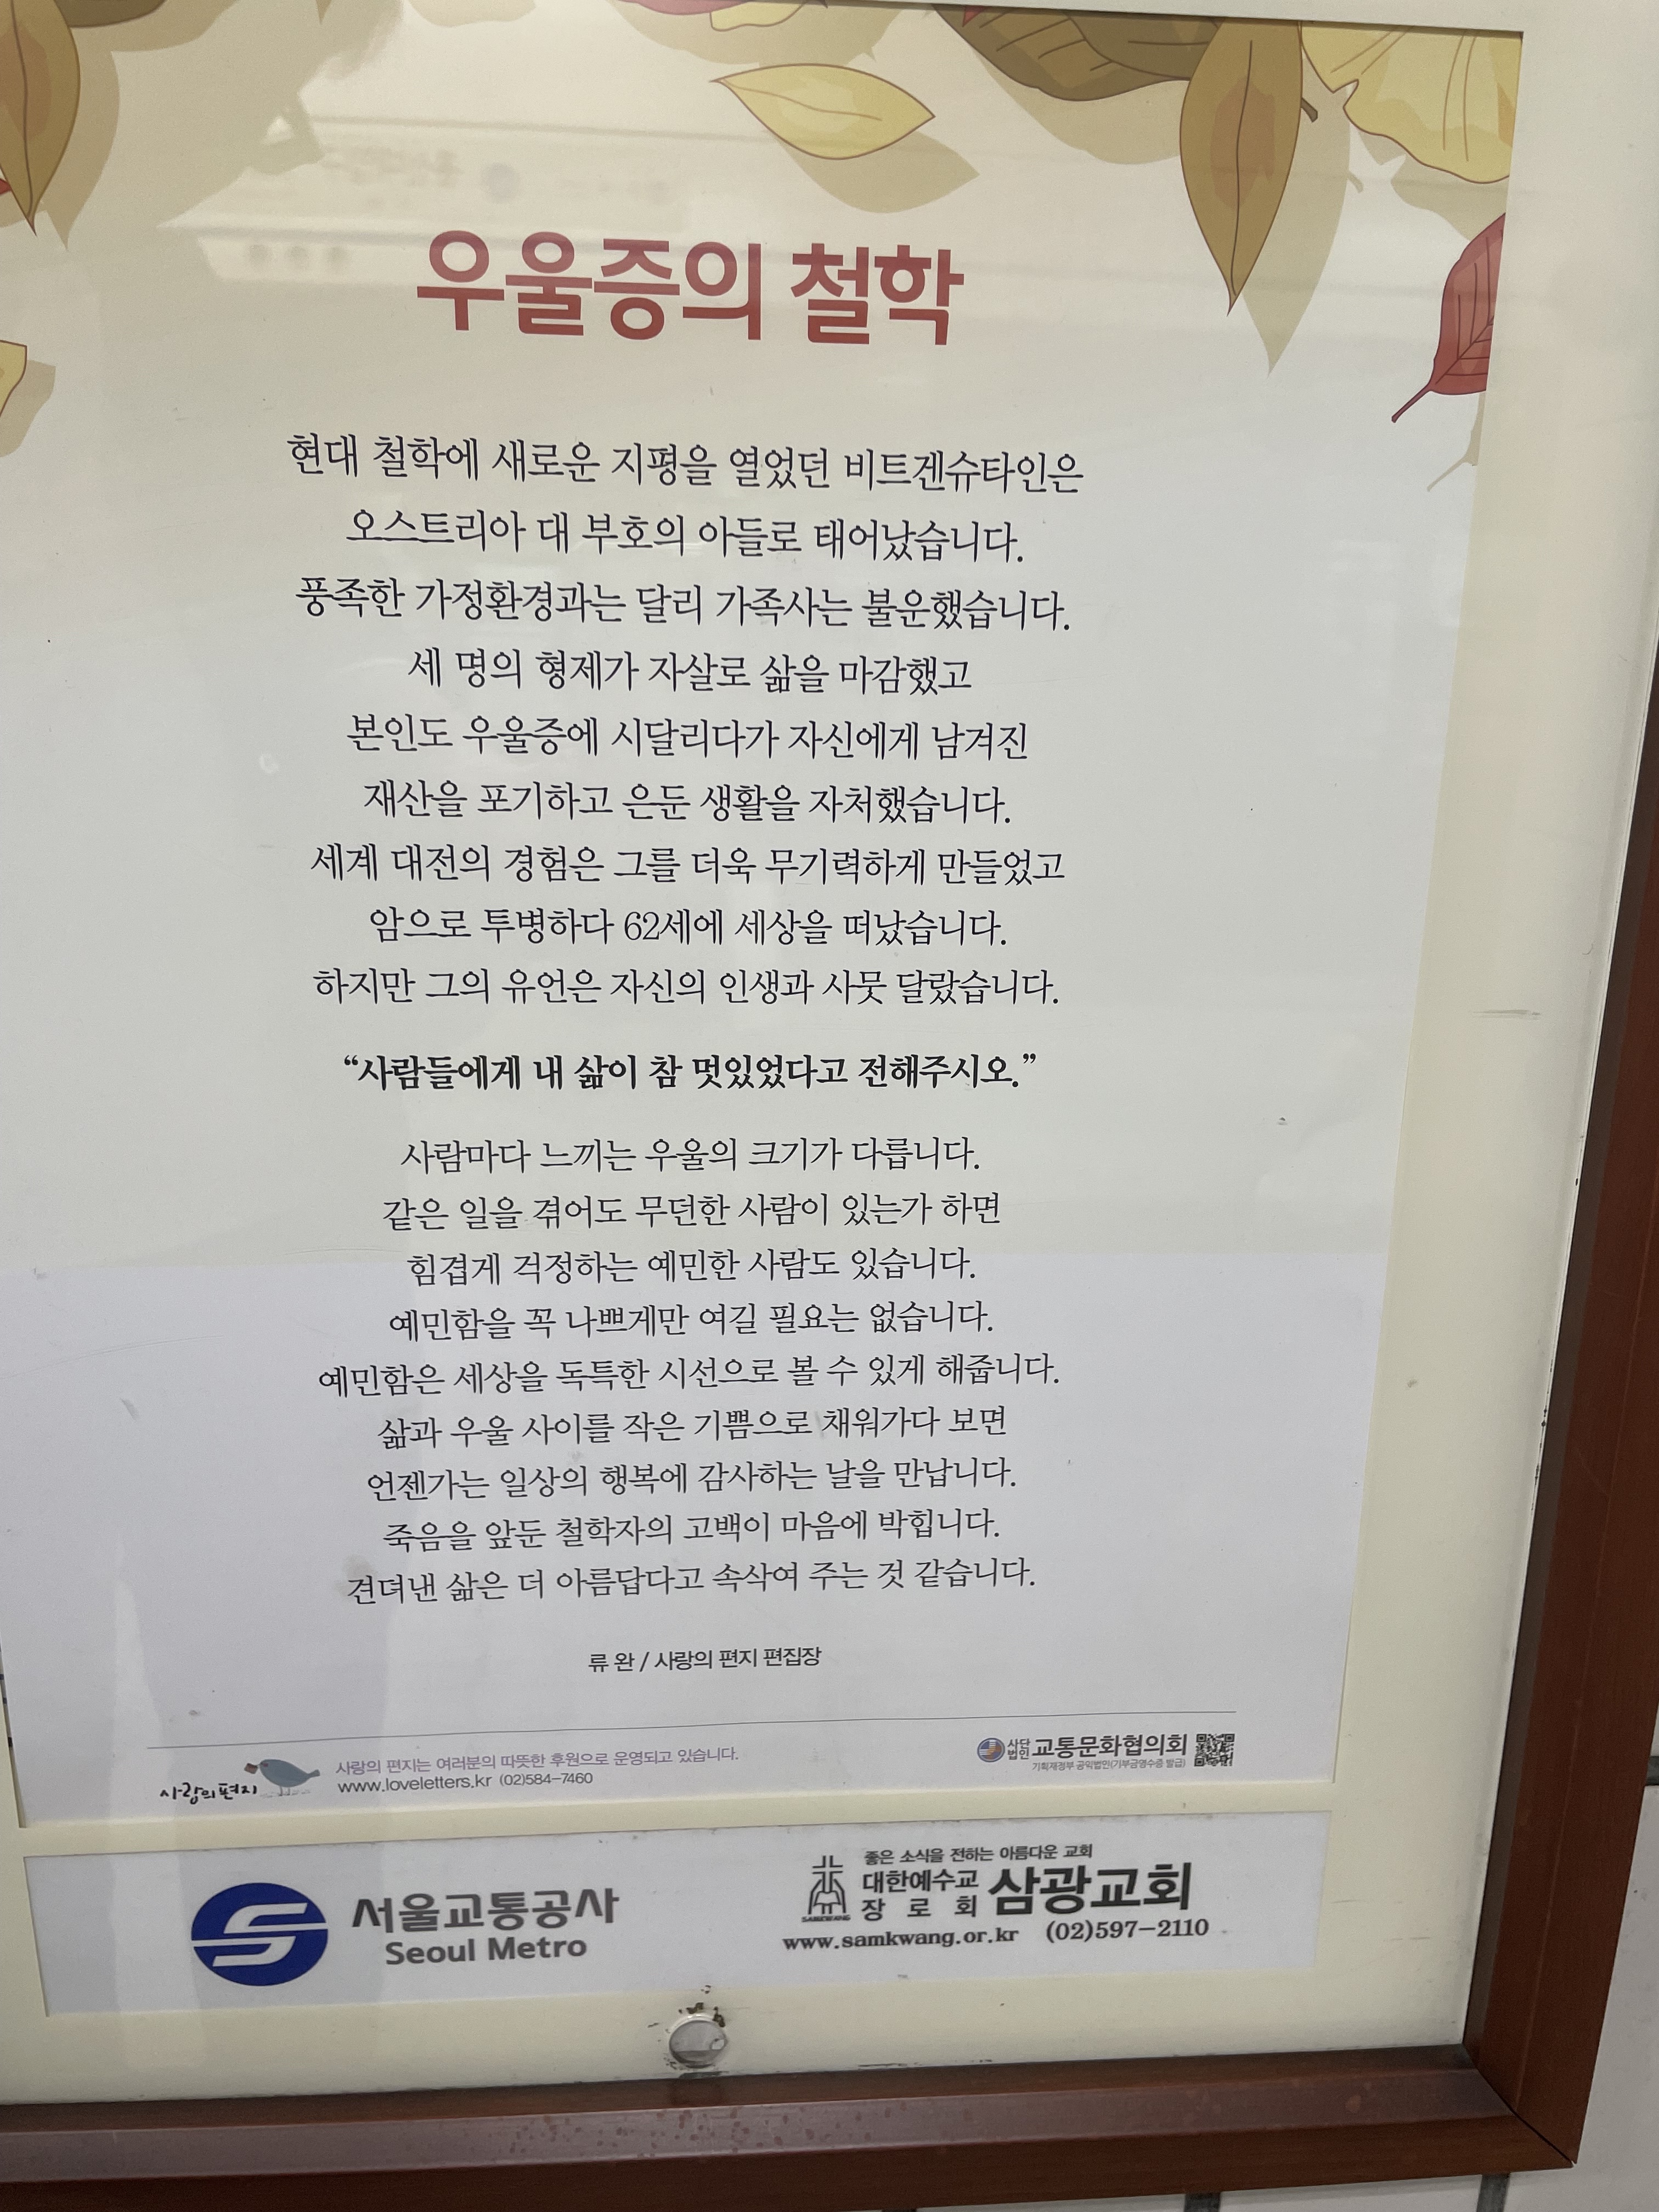 우울증의 철학
현대 철학에 새로운 지평을 열었던 비트겐슈타인은
오스트리아 대 부호의 아들로 태어났습니다.
풍족한 가정환경과는 달리 가족사는 불운했습니다.
세 명의 형제가 자살로 삶을 마감했고
본인도 우울증에 시달리다가 자신에게 남겨진
재산을 포기하고 은둔 생활을 자처했습니다.
세계 대전의 경험은 그를 더욱 무기력하게 만들었고
암으로 투병하다 62세에 세상을 떠났습니다.
하지만 그의 유언은 자신의 인생과 사뭇 달랐습니다.
“사람들에게 내 삶이 참 멋있었다고 전해주시오.”
사람마다 느끼는 우울의 크기가 다릅니다.
같은 일을 겪어도 무던한 사람이 있는가 하면
힘겹게 걱정하는 예민한 사람도 있습니다.
예민함을 꼭 나쁘게만 여길 필요는 없습니다.
예민함은 세상을 독특한 시선으로 볼 수 있게 해줍니다.
삶과 우울 사이를 작은 기쁨으로 채워가다 보면
언젠가는 일상의 행복에 감사하는 날을 만납니다.
죽음을 앞둔 철학자의 고백이 마음에 박힙니다.
견뎌낸 삶은 더 아름답다고 속삭여 주는 것 같습니다.
류 완 / 사랑의 편지 편집장
사랑의 편지
사랑의 편지는 여러분의 따뜻한 후원으로 운영되고 있습니다.
www.loveletters.kr (02)584-7460
사단법인 교통문화협의회
기획재정부 공익법인(기부금영수증 발급)
서울교통공사
Seoul Metro
좋은 소식을 전하는 아름다운 교회
대한예수교
장로회 삼광교회
SAMKWANG
www.samkwang.or.kr (02)597-2110